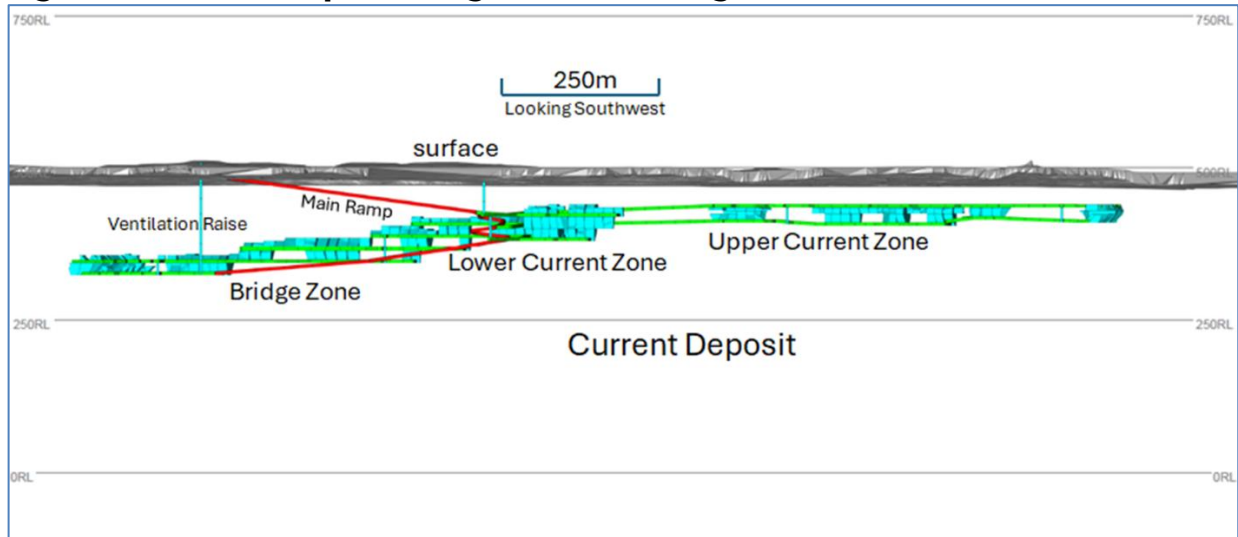 750RL 750RL
250m
Looking Southwest
surface
500RL
Main Ramp
Ventilation Raise
Upper Current Zone
Lower Current Zone
Bridge Zone
250RL 250RL
Current Deposit
0RL 0RL